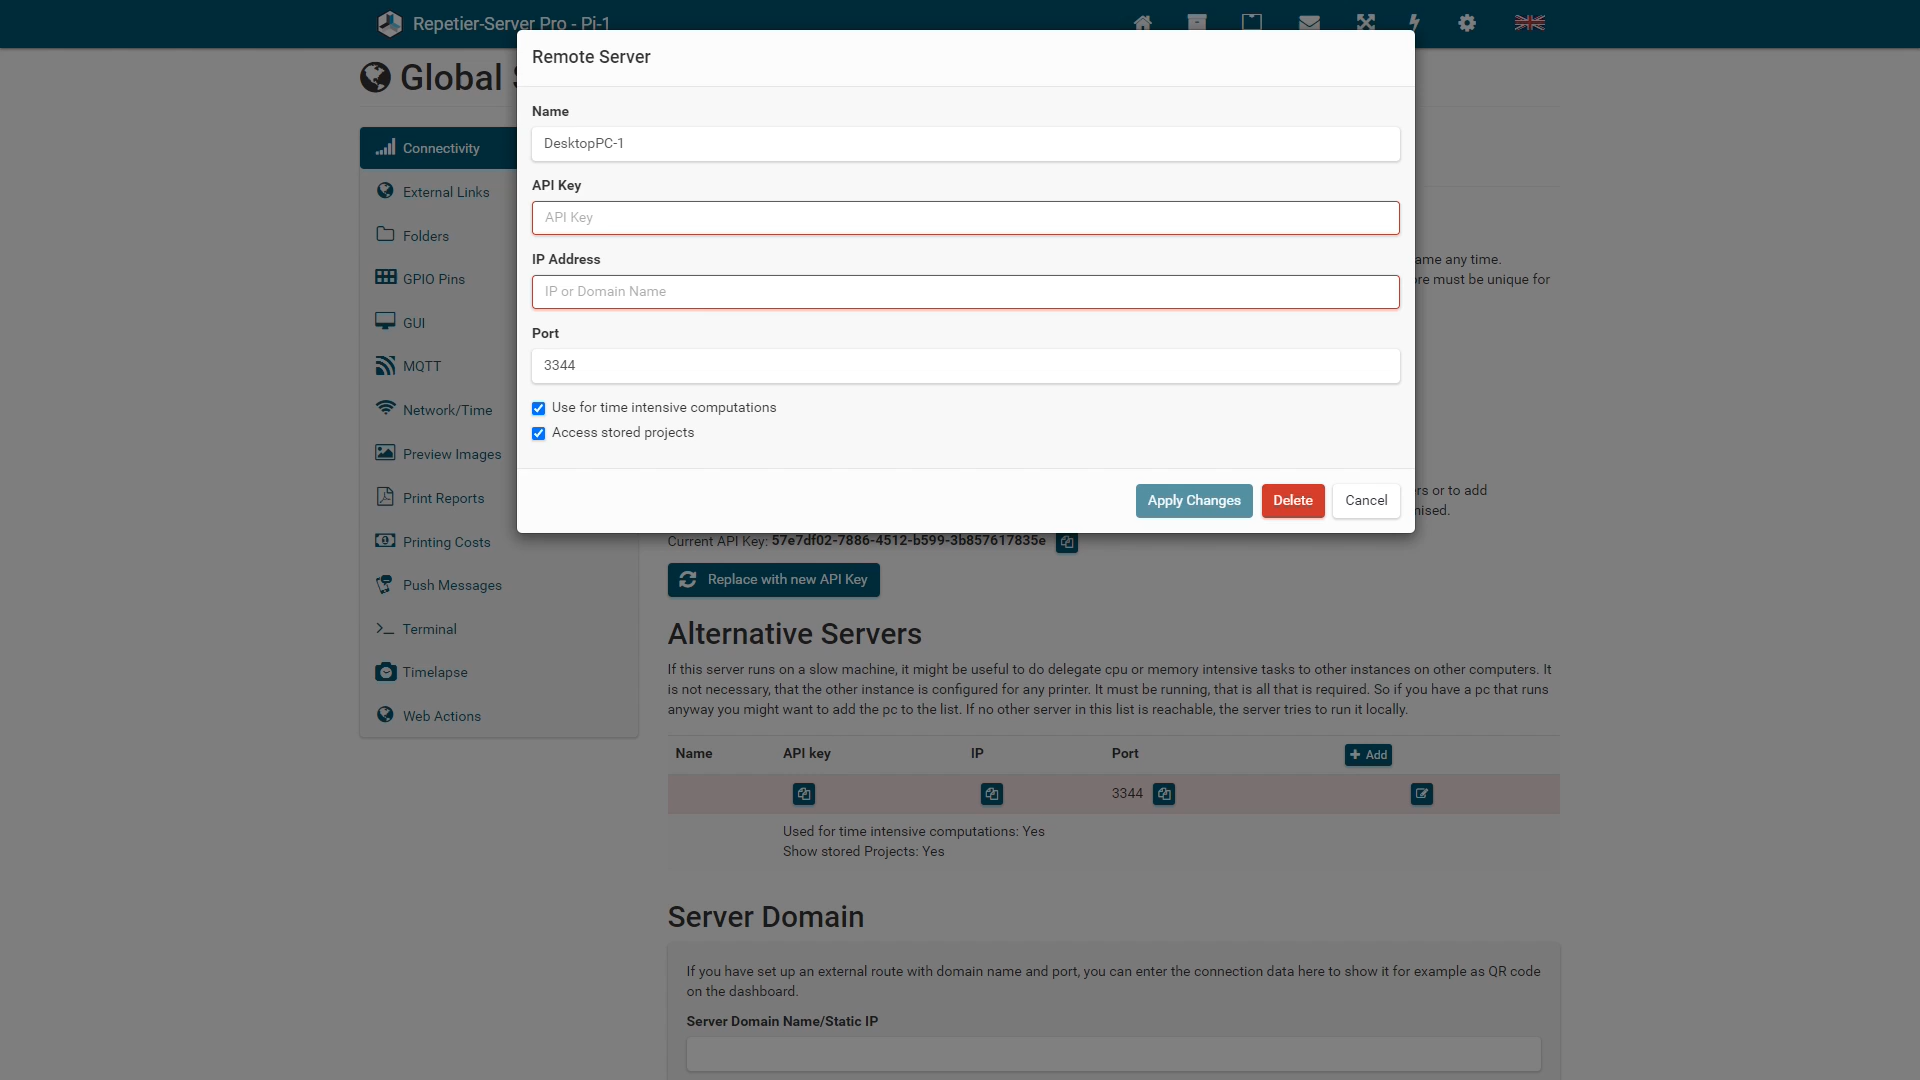 Repetier-Server Pro - Pi-1
Global
Remote Server
Name
DesktopPC-1
API Key
API Key
IP Address
IP or Domain Name
Port
3344
Use for time intensive computations
Access stored projects
Apply Changes
Delete
Cancel
Connectivity
External Links
Folders
GPIO Pins
GUI
MQTT
Network/Time
Preview Images
Print Reports
Printing Costs
Push Messages
Terminal
Timelapse
Web Actions
ame any time.
re must be unique for
rs or to add
nised.
Current API Key: 57e7df02-7886-4512-b599-3b857617835e
Replace with new API Key
Alternative Servers
If this server runs on a slow machine, it might be useful to do delegate cpu or memory intensive tasks to other instances on other computers. It
is not necessary, that the other instance is configured for any printer. It must be running, that is all that is required. So if you have a pc that runs
anyway you might want to add the pc to the list. If no other server in this list is reachable, the server tries to run it locally.
Name API key IP Port Add
3344
Used for time intensive computations: Yes
Show stored Projects: Yes
Server Domain
If you have set up an external route with domain name and port, you can enter the connection data here to show it for example as QR code
on the dashboard.
Server Domain Name/Static IP